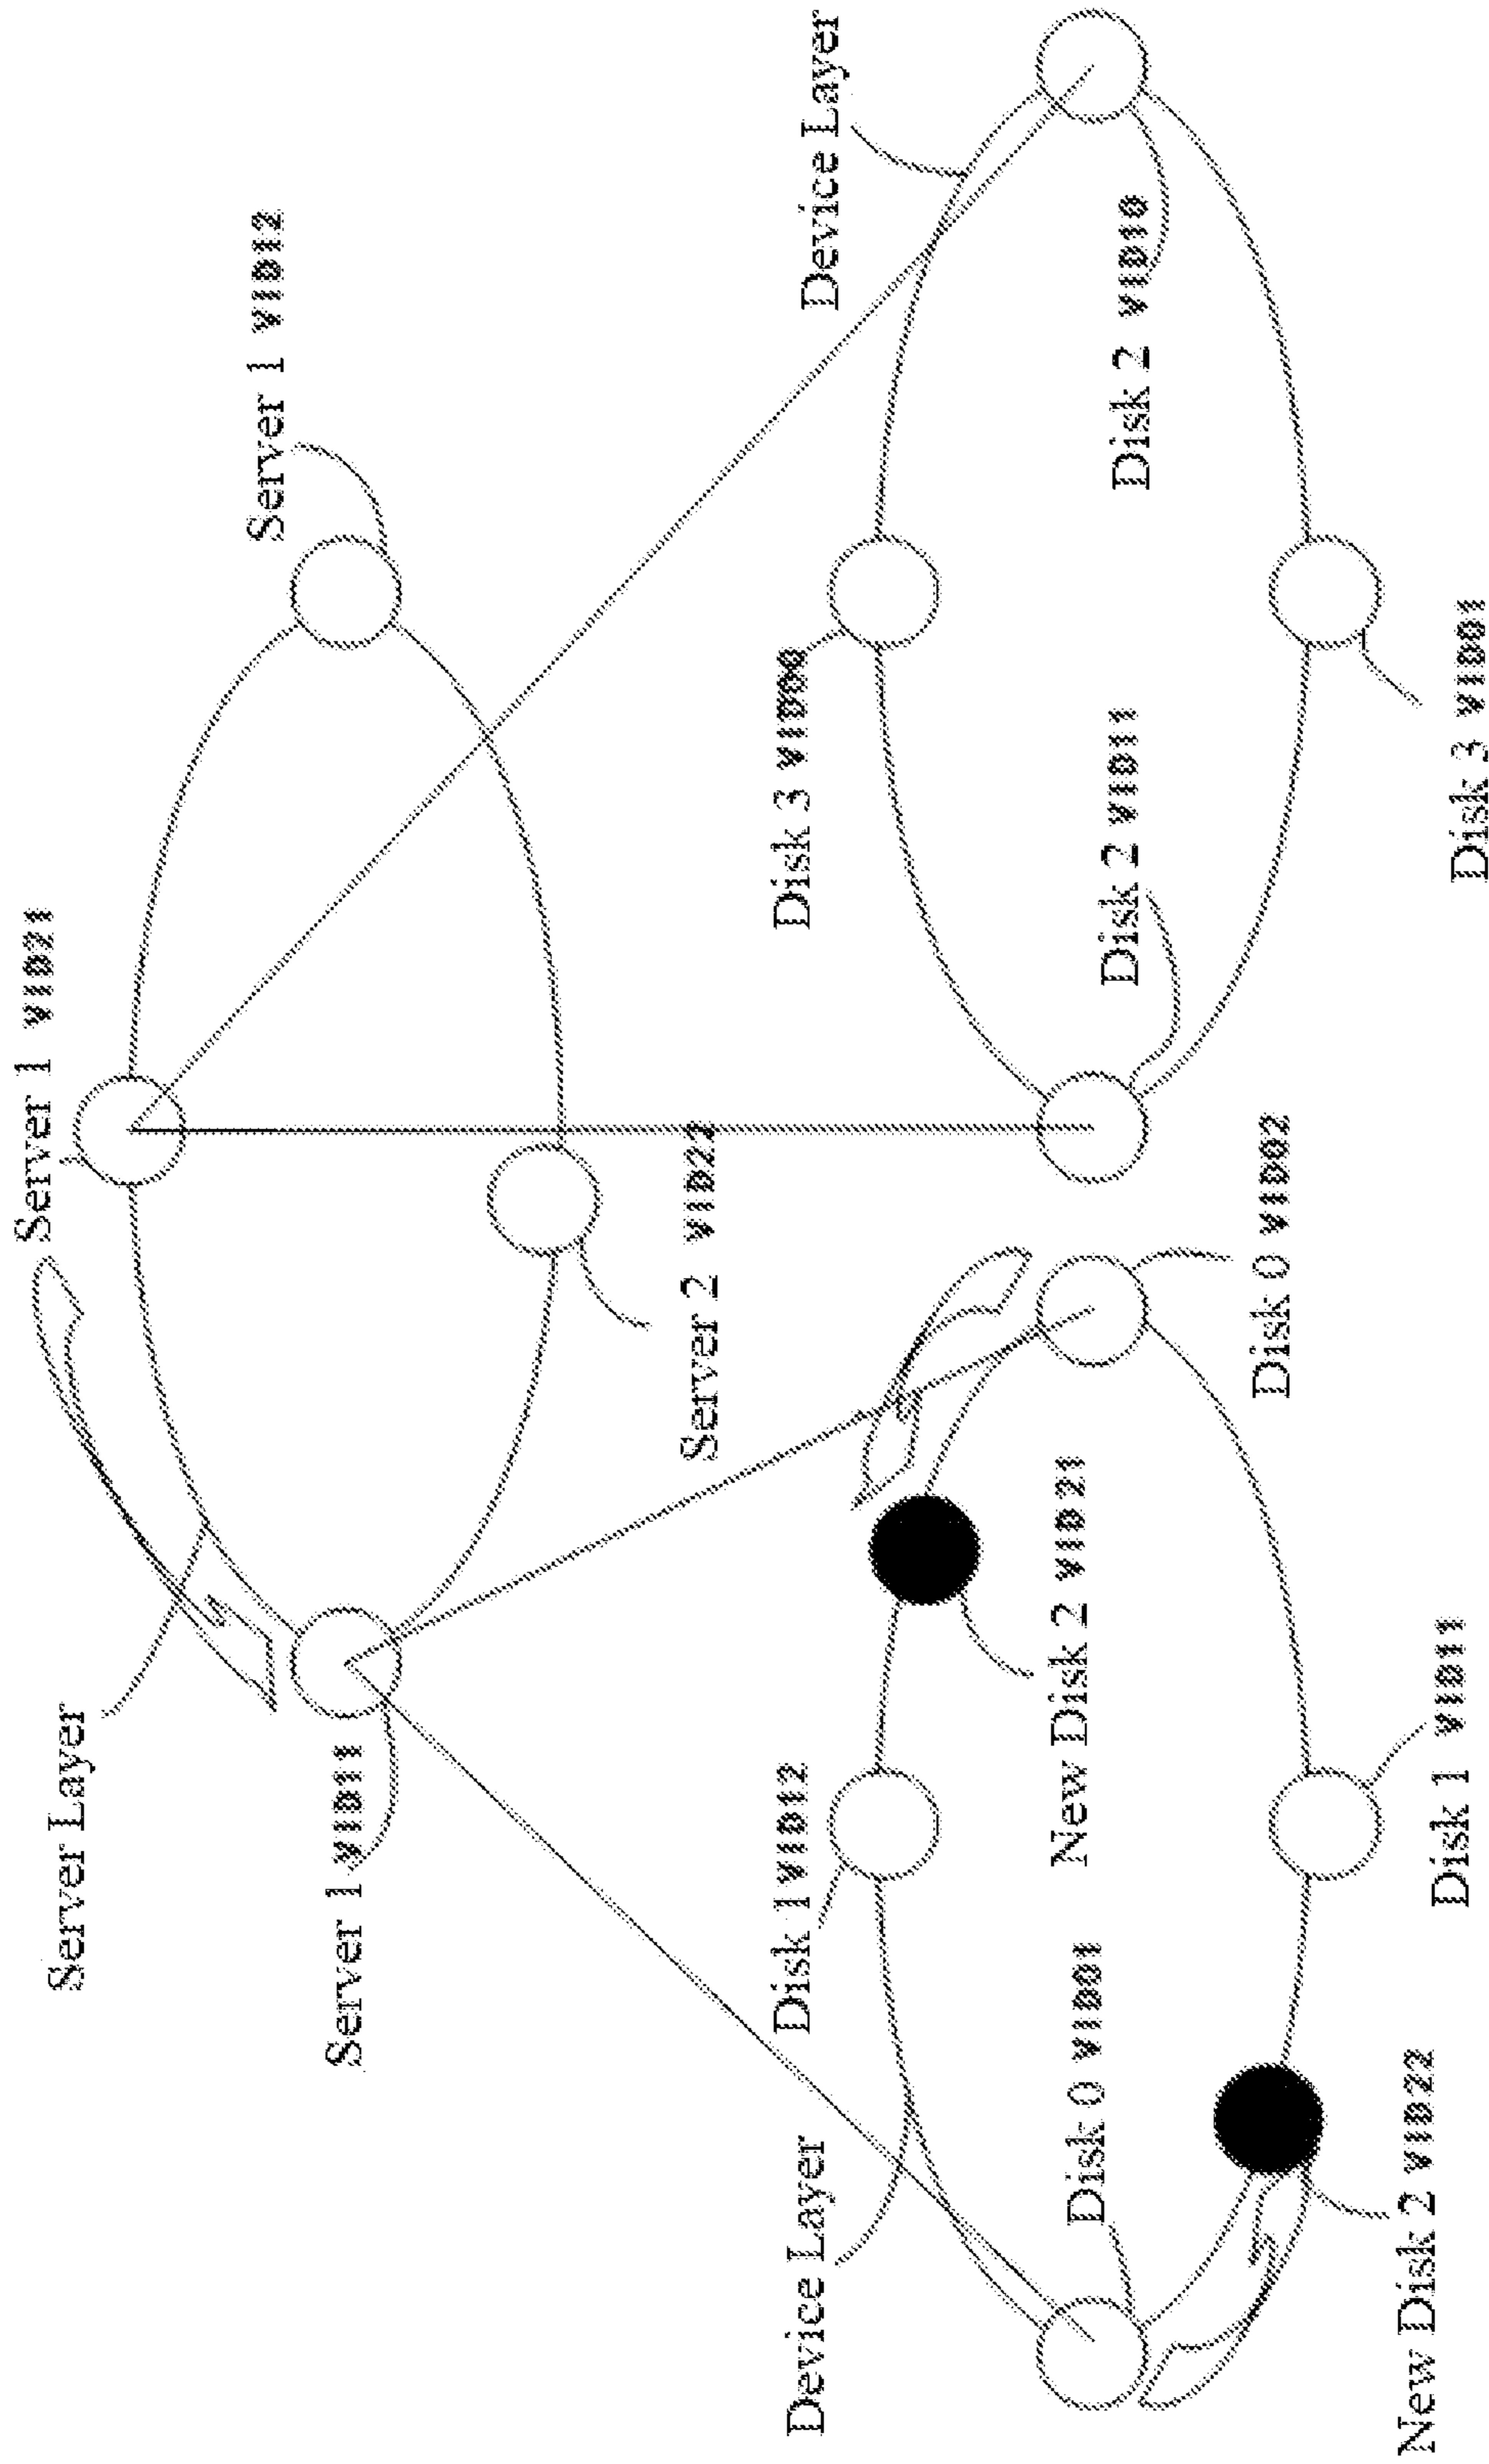 Server Layer
Server 1 VID21
Server 1 VID11
Server 1 VID12
Server 2 VID22
Device Layer
Disk 1 VID12
Disk 0 VID01
New Disk 2 VID21
Disk 0 VID02
New Disk 2 VID22
Disk 1 VID11
Device Layer
Disk 3 VID00
Disk 2 VID11
Disk 2 VID10
Disk 3 VID01